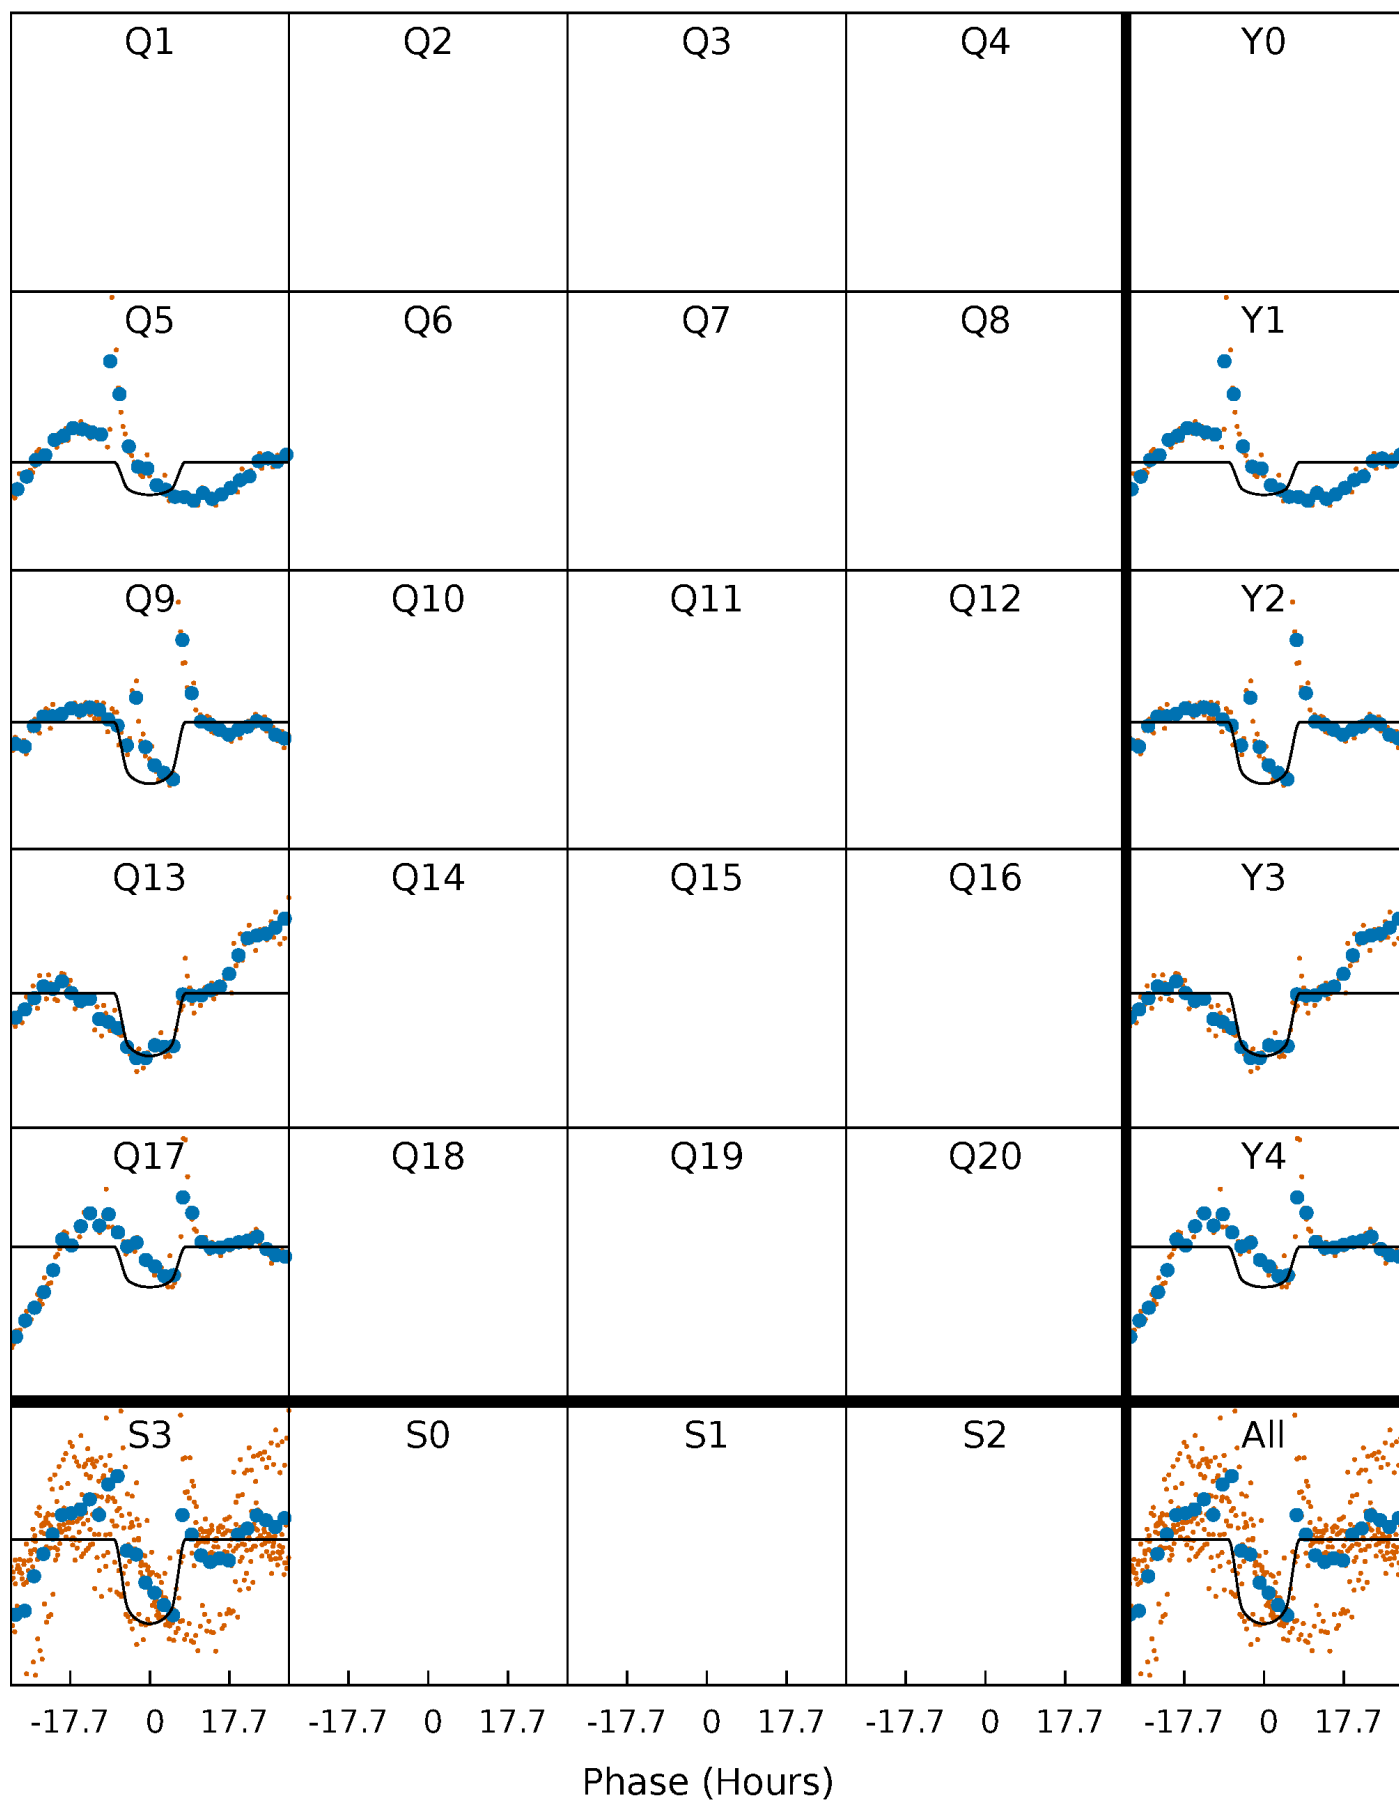 Q1 Q2 Q3 Q4 Y0
Q5 Q6 Q7 Q8 Y1
Q9 Q10 Q11 Q12 Y2
Q13 Q14 Q15 Q16 Y3
Q17 Q18 Q19 Q20 Y4
S3 S0 S1 S2 All
-17.7 0 17.7 -17.7 0 17.7 -17.7 0 17.7 -17.7 0 17.7 -17.7 0 17.7
Phase (Hours)